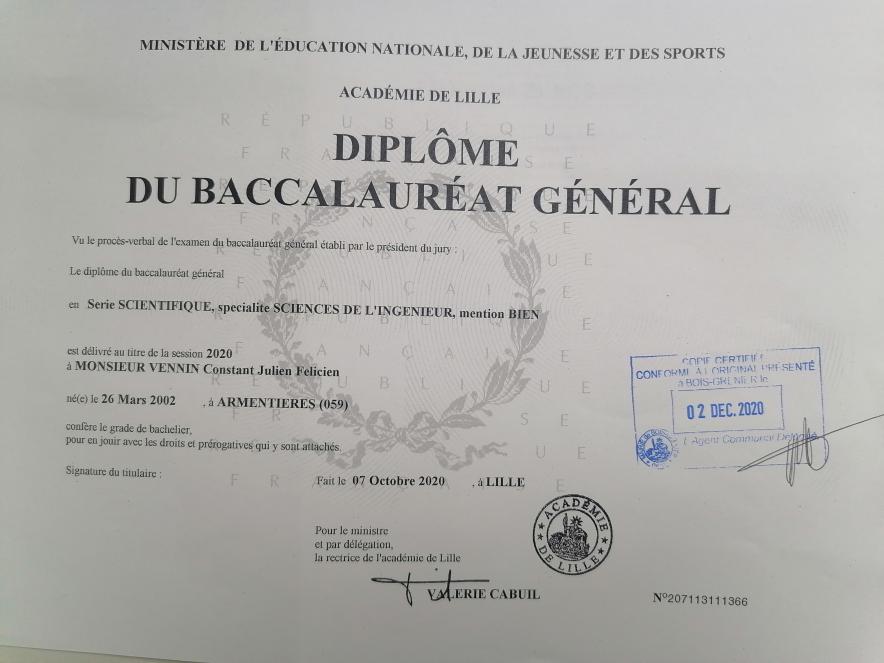 MINISTÈRE DE L'ÉDUCATION NATIONALE, DE LA JEUNESSE ET DES SPORTS
ACADÉMIE DE LILLE
DIPLÔME
DU BACCALAURÉAT GÉNÉRAL
Vu le procès-verbal de l'examen du baccalauréat général établi par le président du jury :
Le diplôme du baccalauréat général
en Serie SCIENTIFIQUE, specialite SCIENCES DE L'INGENIEUR, mention BIEN
est délivré au titre de la session 2020
à MONSIEUR VENNIN Constant Julien Felicien
né(e) le 26 Mars 2002 , à ARMENTIERES (059)
confère le grade de bachelier,
pour en jouir avec les droits et prérogatives qui y sont attachés.
Signature du titulaire :
Fait le 07 Octobre 2020 , à LILLE
Pour le ministre
et par délégation,
la rectrice de l'académie de Lille
VALERIE CABUIL
ACADÉMIE DE LILLE
COPIE CERTIFIÉE
CONFORME A L'ORIGINAL PRÉSENTÉ
à BOIS-GRENIER le
02 DEC. 2020
L'Agent Communal Délégué
N°207113111366
RÉPUBLIQUE
FRANÇAISE